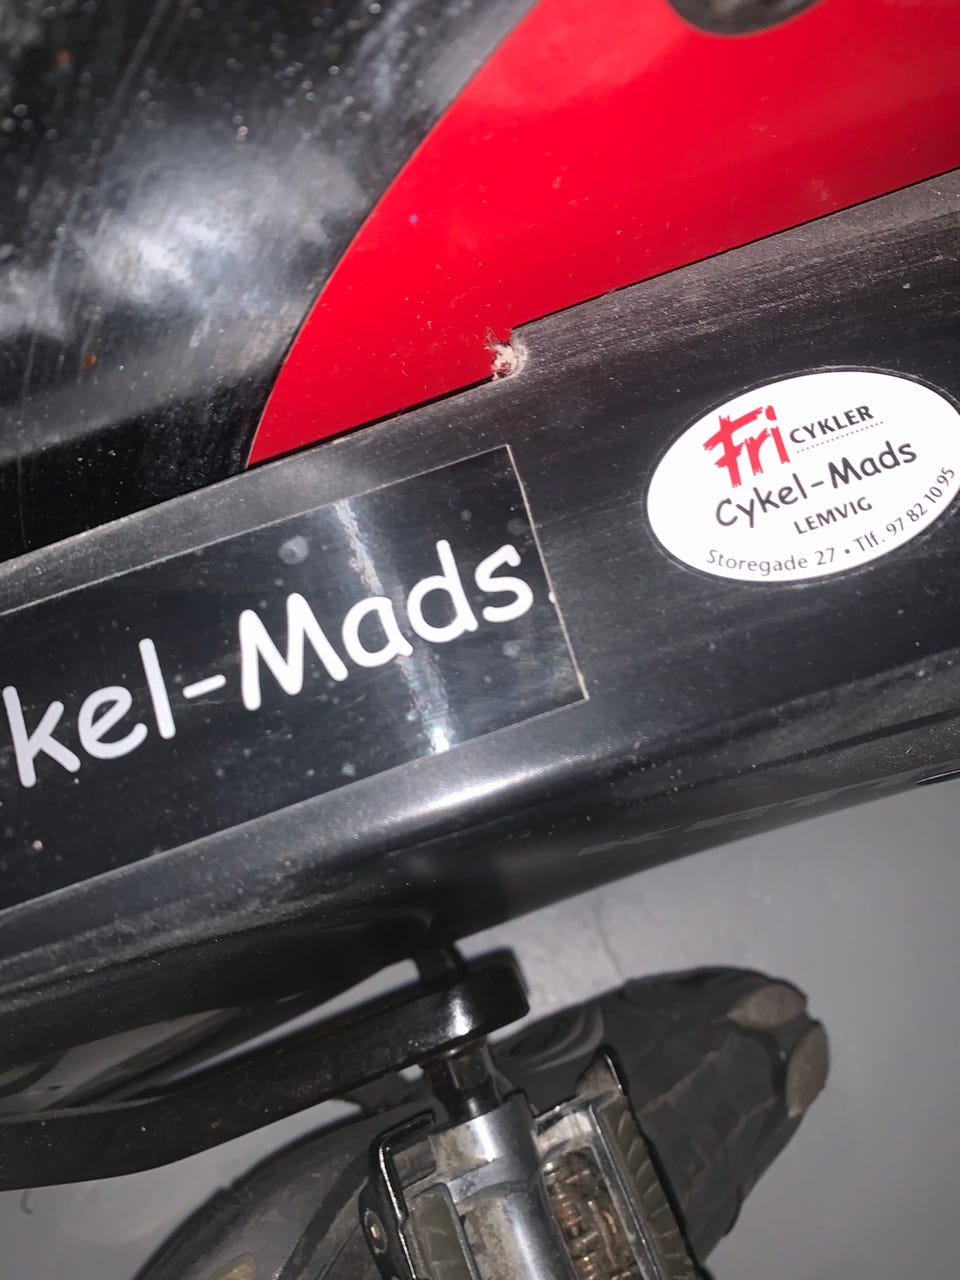 Fri CYKLER
Cykel-Mads
LEMVIG
Storegade 27 • Tlf. 97 82 10 95
kel-Mads